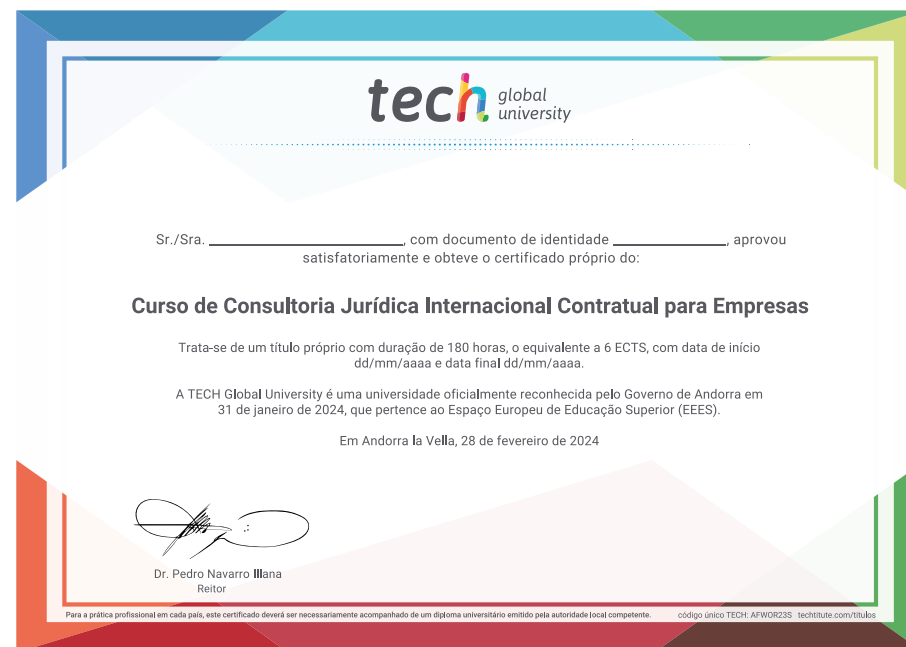 tech global university
Sr./Sra. ____________________, com documento de identidade ____________, aprovou
satisfatoriamente e obteve o certificado próprio do:
Curso de Consultoria Jurídica Internacional Contratual para Empresas
Trata-se de um título próprio com duração de 180 horas, o equivalente a 6 ECTS, com data de início
dd/mm/aaaa e data final dd/mm/aaaa.
A TECH Global University é uma universidade oficialmente reconhecida pelo Governo de Andorra em
31 de janeiro de 2024, que pertence ao Espaço Europeu de Educação Superior (EEES).
Em Andorra la Vella, 28 de fevereiro de 2024
Dr. Pedro Navarro Illana
Reitor
Para a prática profissional em cada país, este certificado deverá ser necessariamente acompanhado de um diploma universitário emitido pela autoridade local competente. código único TECH: AFWOR23S techtitute.com/titulos